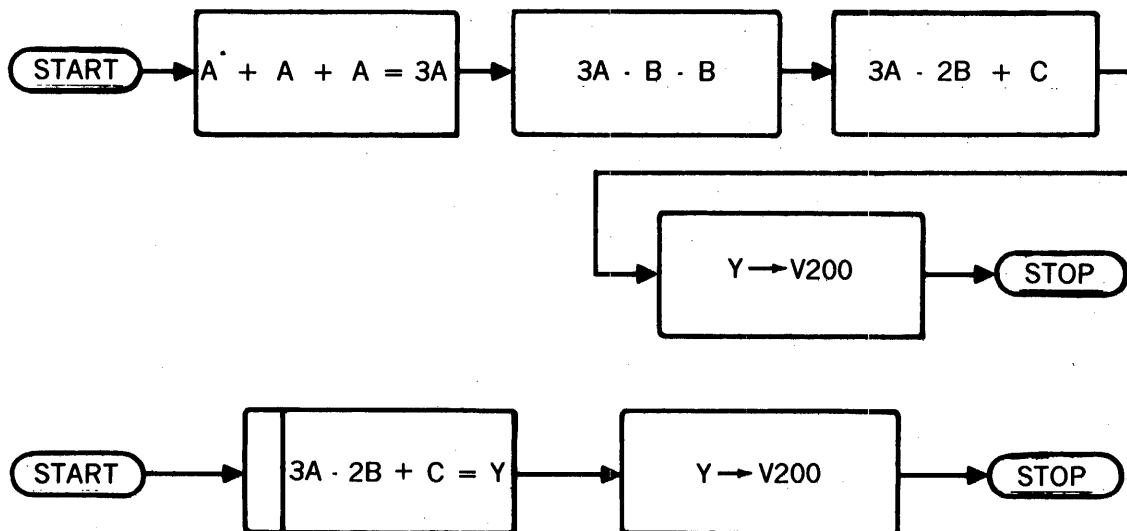 START
A + A + A = 3A
3A - B - B
3A - 2B + C
Y → V200
STOP
START
3A - 2B + C = Y
Y → V200
STOP